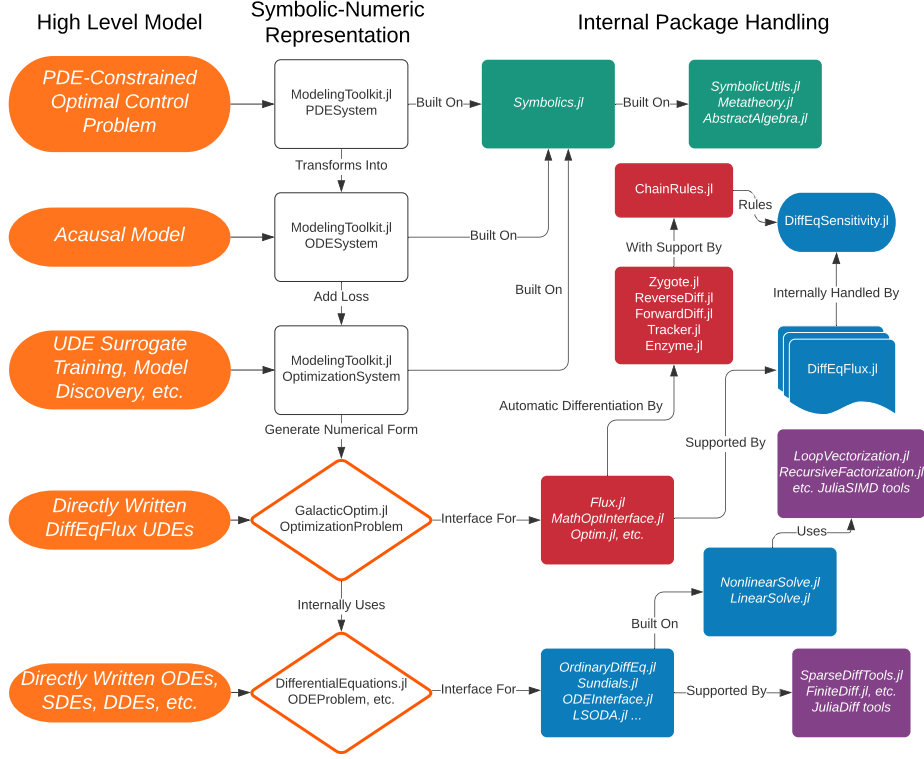 High Level Model
Symbolic-Numeric
Representation
Internal Package Handling
PDE-Constrained
Optimal Control
Problem
ModelingToolkit.jl
PDESystem
Built On
Symbolics.jl
Built On
SymbolicUtils.jl
Metatheory.jl
AbstractAlgebra.jl
Transforms Into
ChainRules.jl
Rules
DiffEqSensitivity.jl
Acausal Model
ModelingToolkit.jl
ODESystem
Built On
With Support By
Zygote.jl
ReverseDiff.jl
ForwardDiff.jl
Tracker.jl
Enzyme.jl
Internally Handled By
Add Loss
Built On
UDE Surrogate
Training, Model
Discovery, etc.
ModelingToolkit.jl
OptimizationSystem
DiffEqFlux.jl
Automatic Differentiation By
Generate Numerical Form
Supported By
LoopVectorization.jl
RecursiveFactorization.jl
etc. JuliaSIMD tools
Directly Written
DiffEqFlux UDEs
GalacticOptim.jl
OptimizationProblem
Interface For
Flux.jl
MathOptInterface.jl
Optim.jl, etc.
Uses
NonlinearSolve.jl
LinearSolve.jl
Internally Uses
Built On
Directly Written ODEs,
SDEs, DDEs, etc.
DifferentialEquations.jl
ODEProblem, etc.
Interface For
OrdinaryDiffEq.jl
Sundials.jl
ODEInterface.jl
LSODA.jl ...
Supported By
SparseDiffTools.jl
FiniteDiff.jl, etc.
JuliaDiff tools